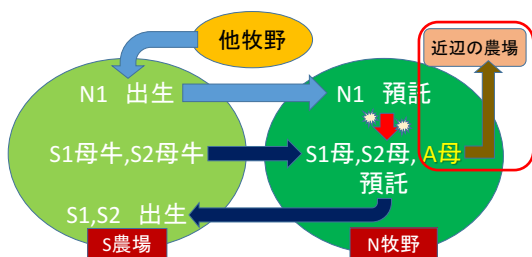 他牧野
近辺の農場
N1 出生
N1 預託
S1母牛,S2母牛
S1母,S2母, A母
預託
S1,S2 出生
S農場
N牧野